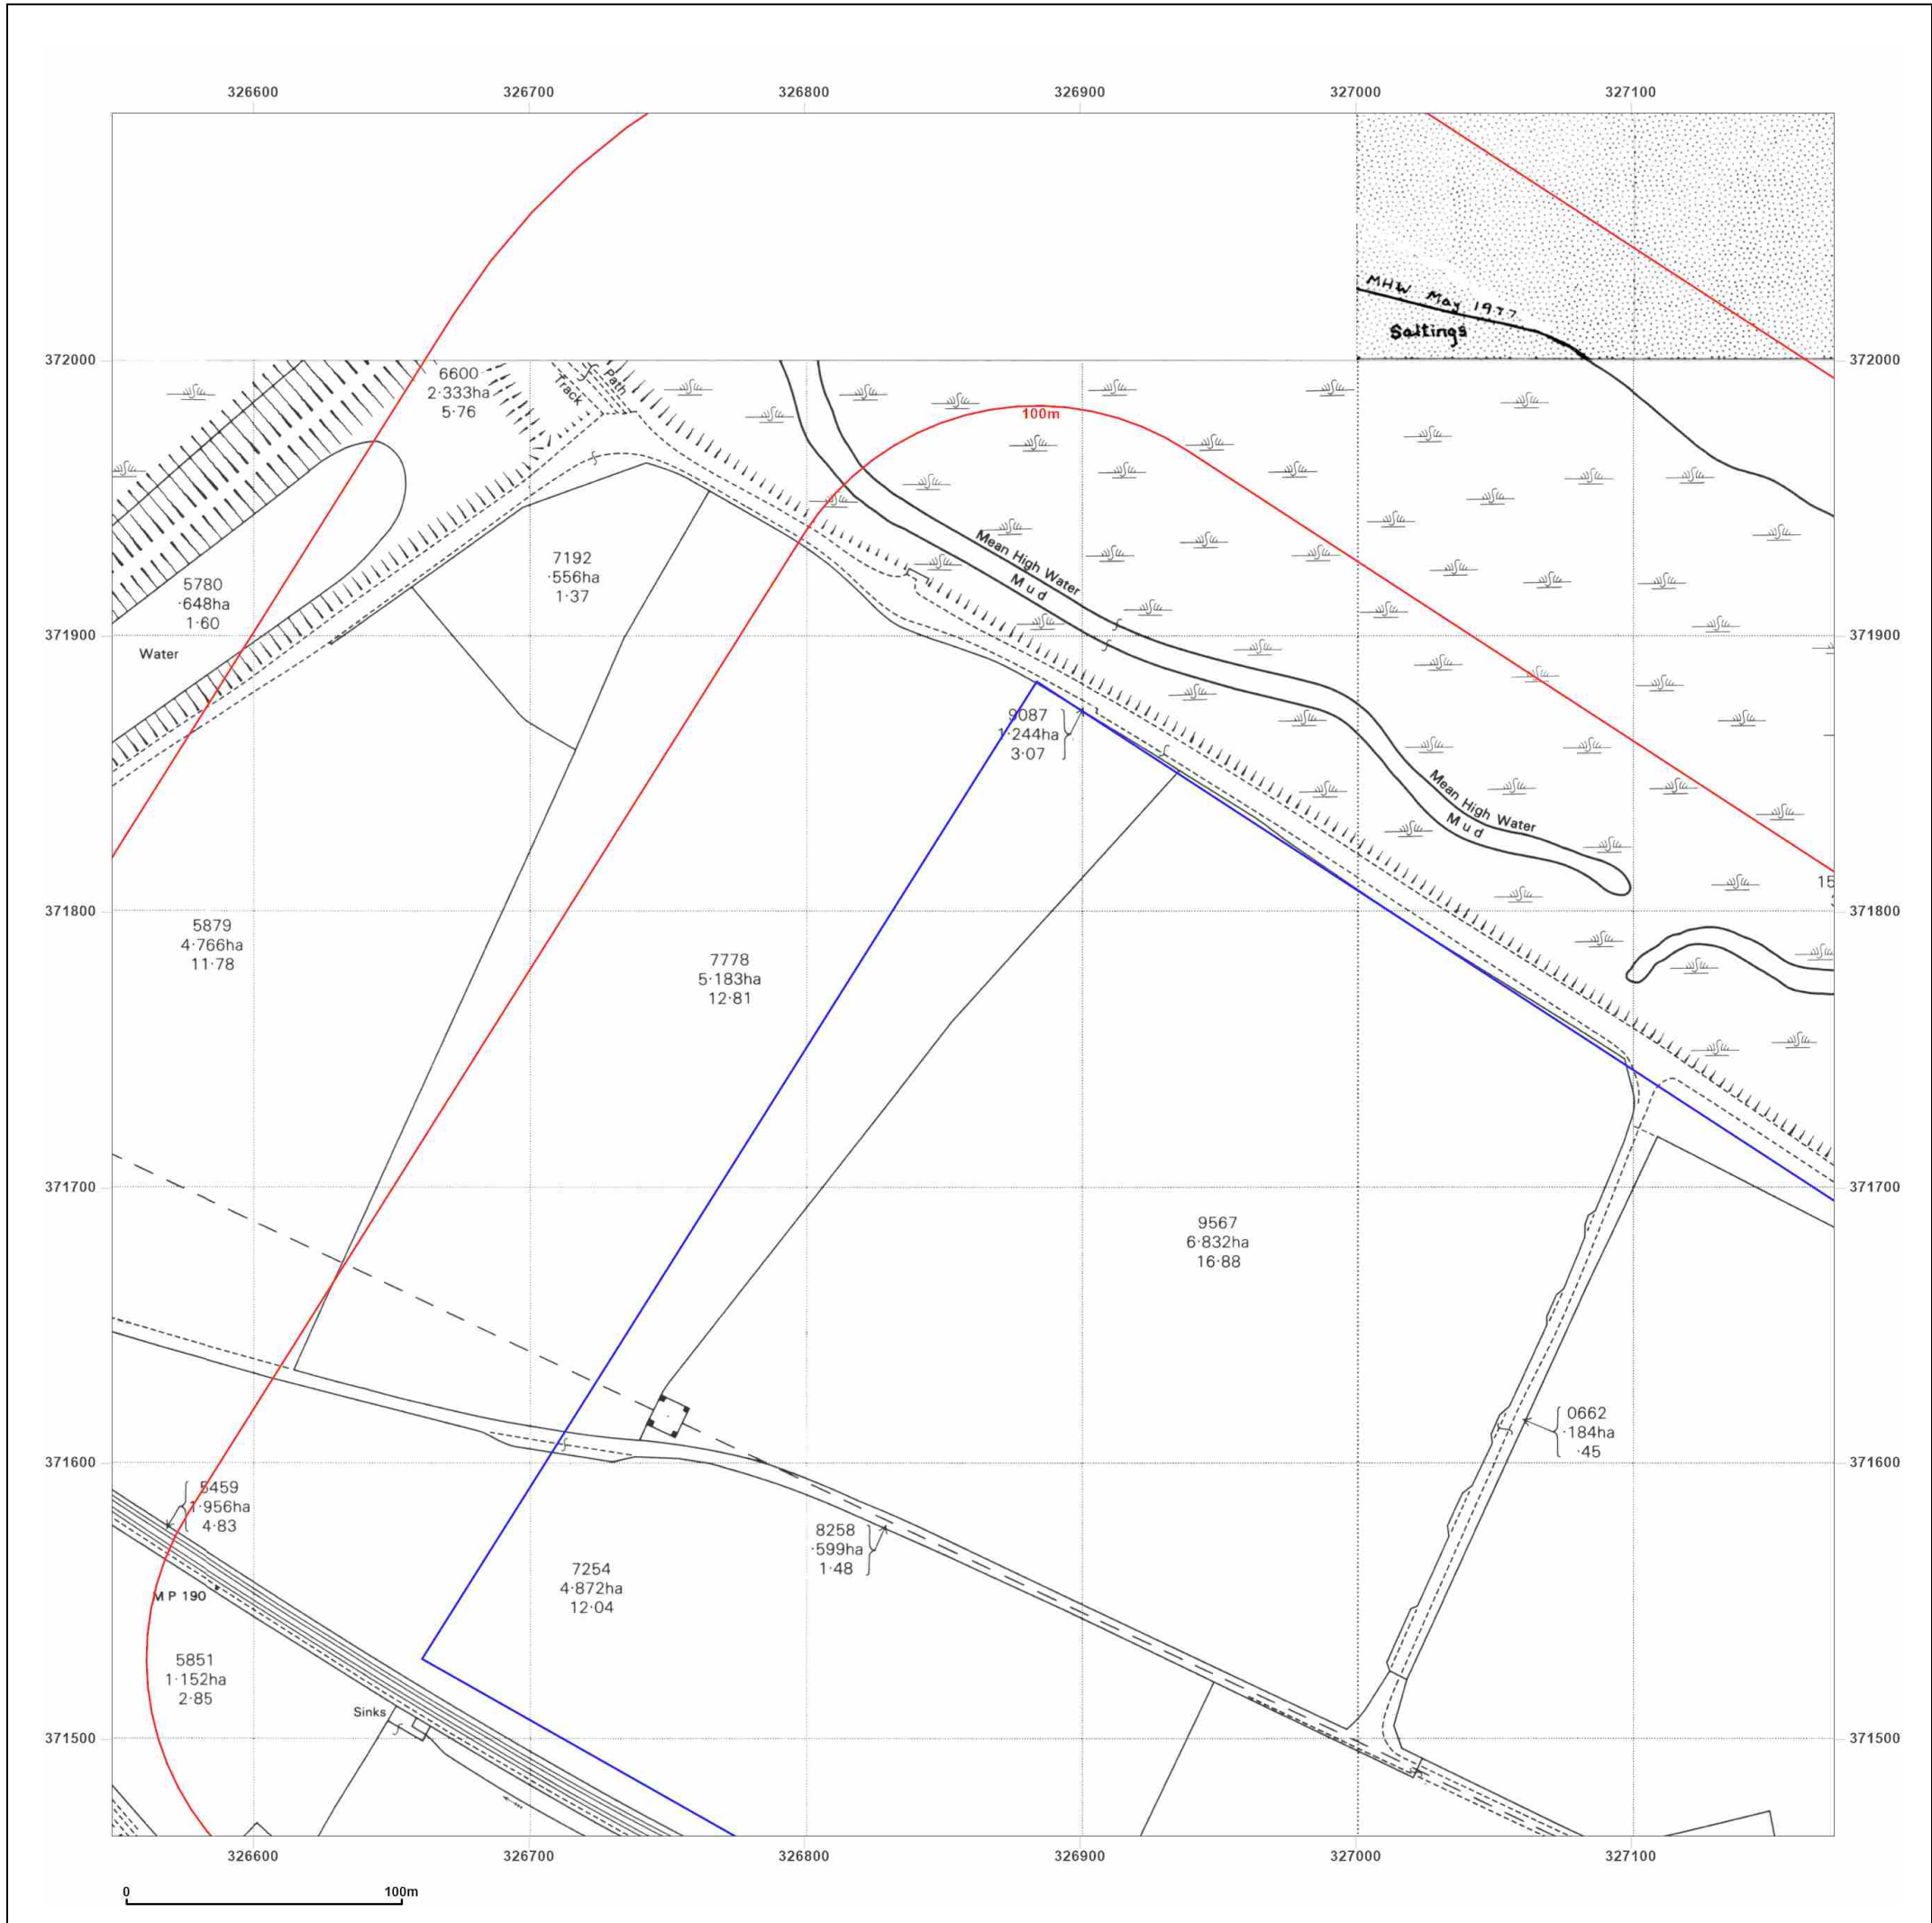 326600 326700 326800 326900 327000 327100
MHW May 1977
Saltings
372000 372000
6600
2·333ha
5·76
Track
Path
100m
Mean High Water
Mud
7192
·556ha
1·37
5780
·648ha
1·60
Water
371900 371900
9087
1·244ha
3·07
Mean High Water
Mud
15
371800 371800
5879
4·766ha
11·78
7778
5·183ha
12·81
371700 371700
9567
6·832ha
16·88
0662
·184ha
·45
371600 371600
5459
1·956ha
4·83
8258
·599ha
1·48
7254
4·872ha
12·04
M P 190
5851
1·152ha
2·85
Sinks
371500 371500
326600 326700 326800 326900 327000 327100
0 100m